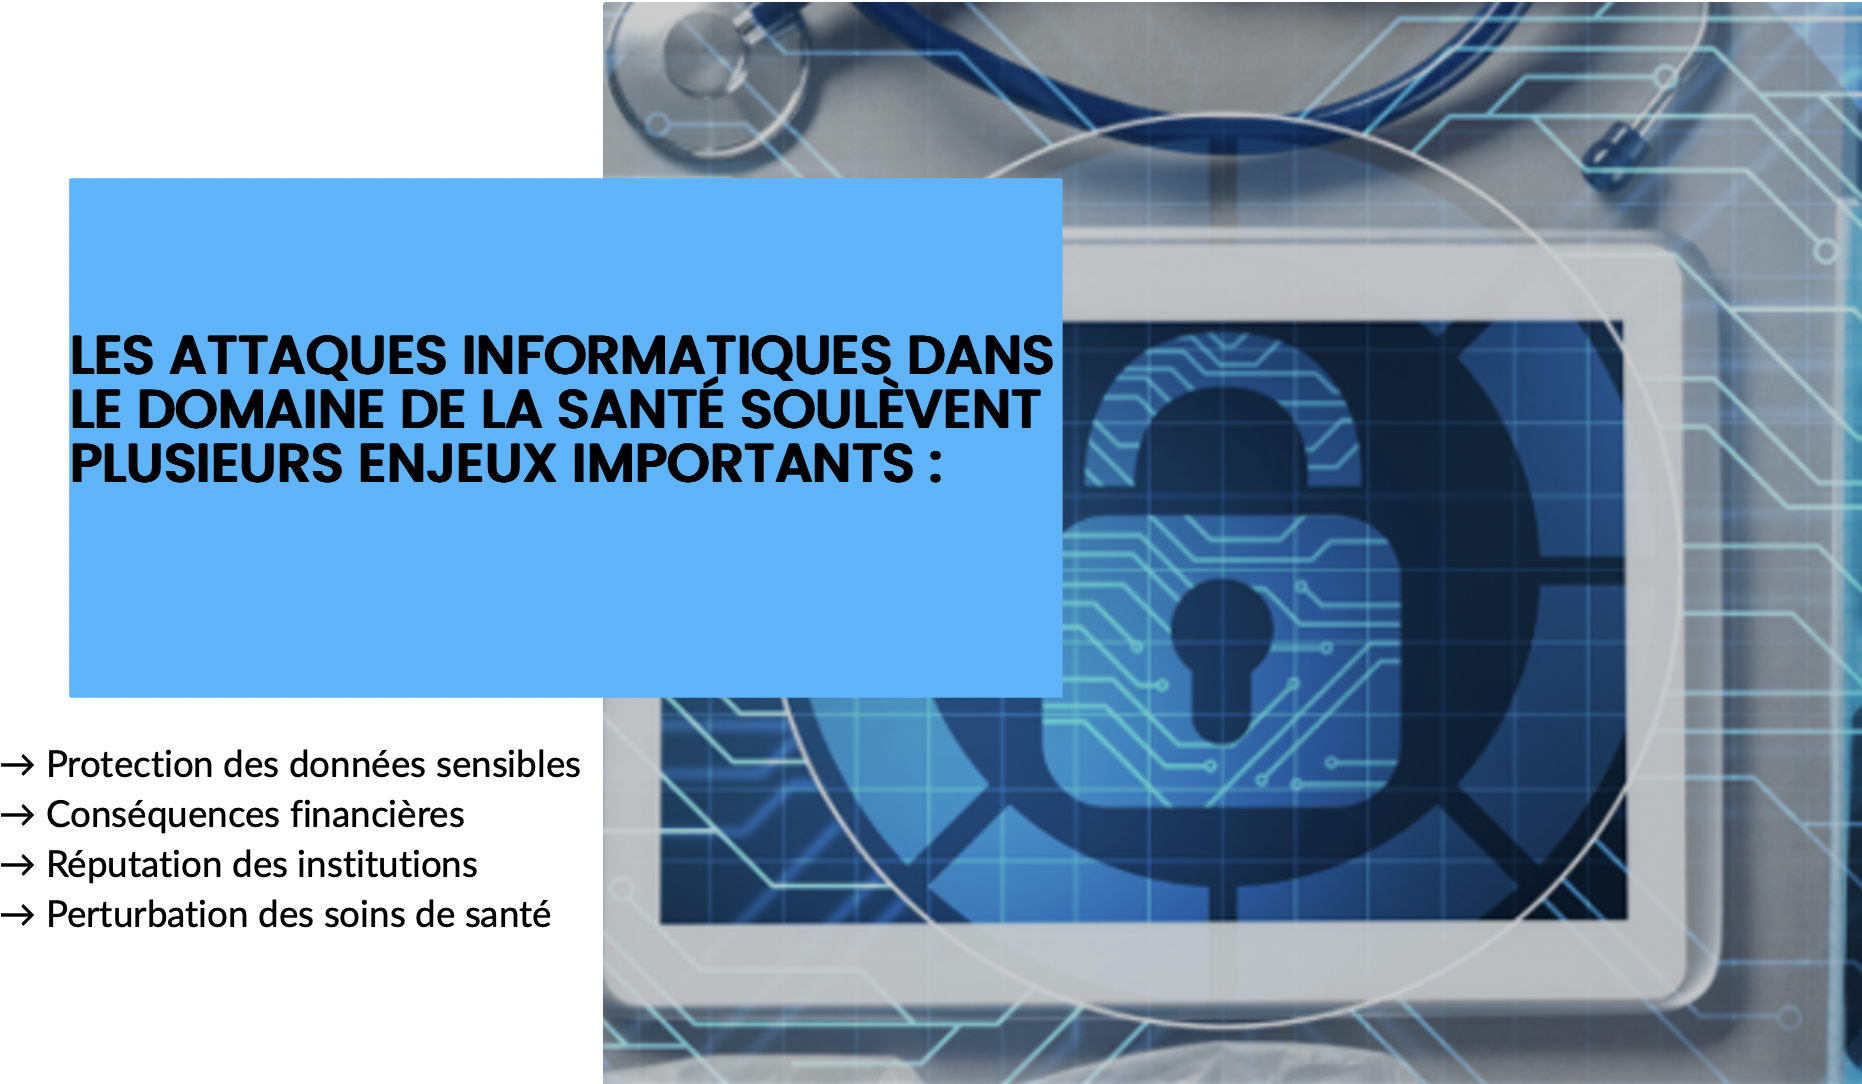 LES ATTAQUES INFORMATIQUES DANS
LE DOMAINE DE LA SANTÉ SOULÈVENT
PLUSIEURS ENJEUX IMPORTANTS :
→ Protection des données sensibles
→ Conséquences financières
→ Réputation des institutions
→ Perturbation des soins de santé